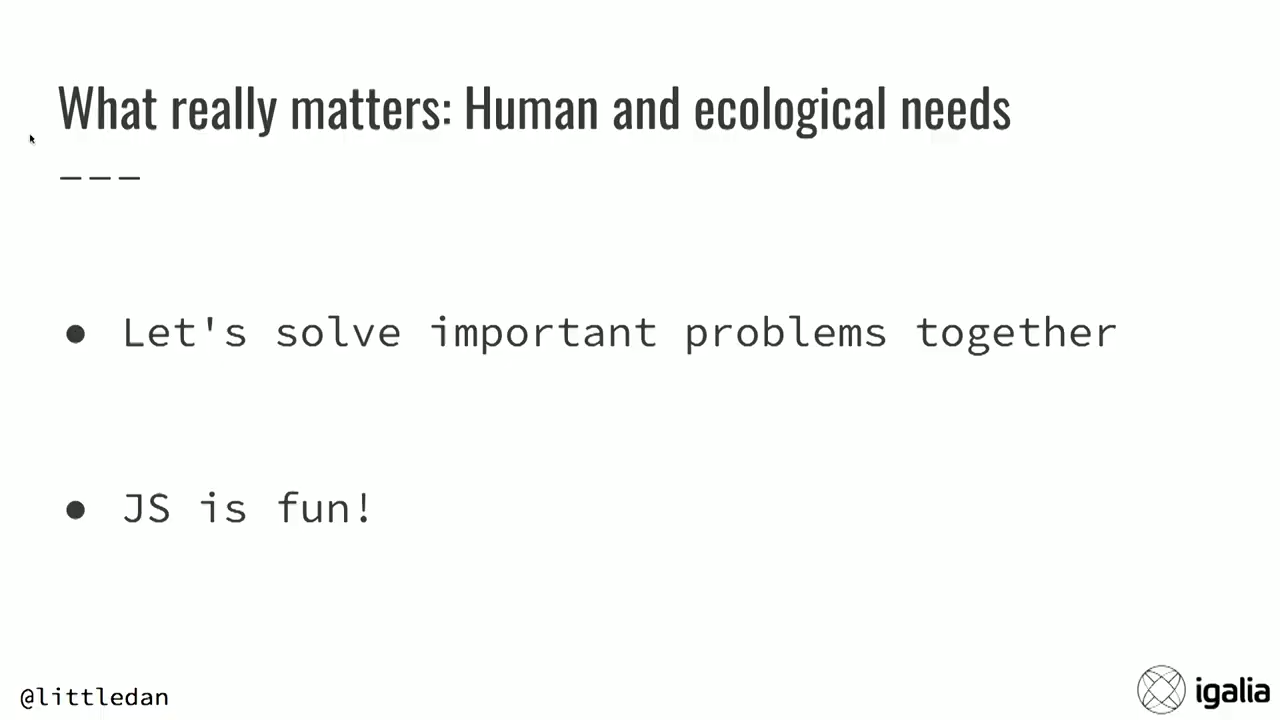 What really matters: Human and ecological needs
---
● Let's solve important problems together
● JS is fun!
@littledan
igalia